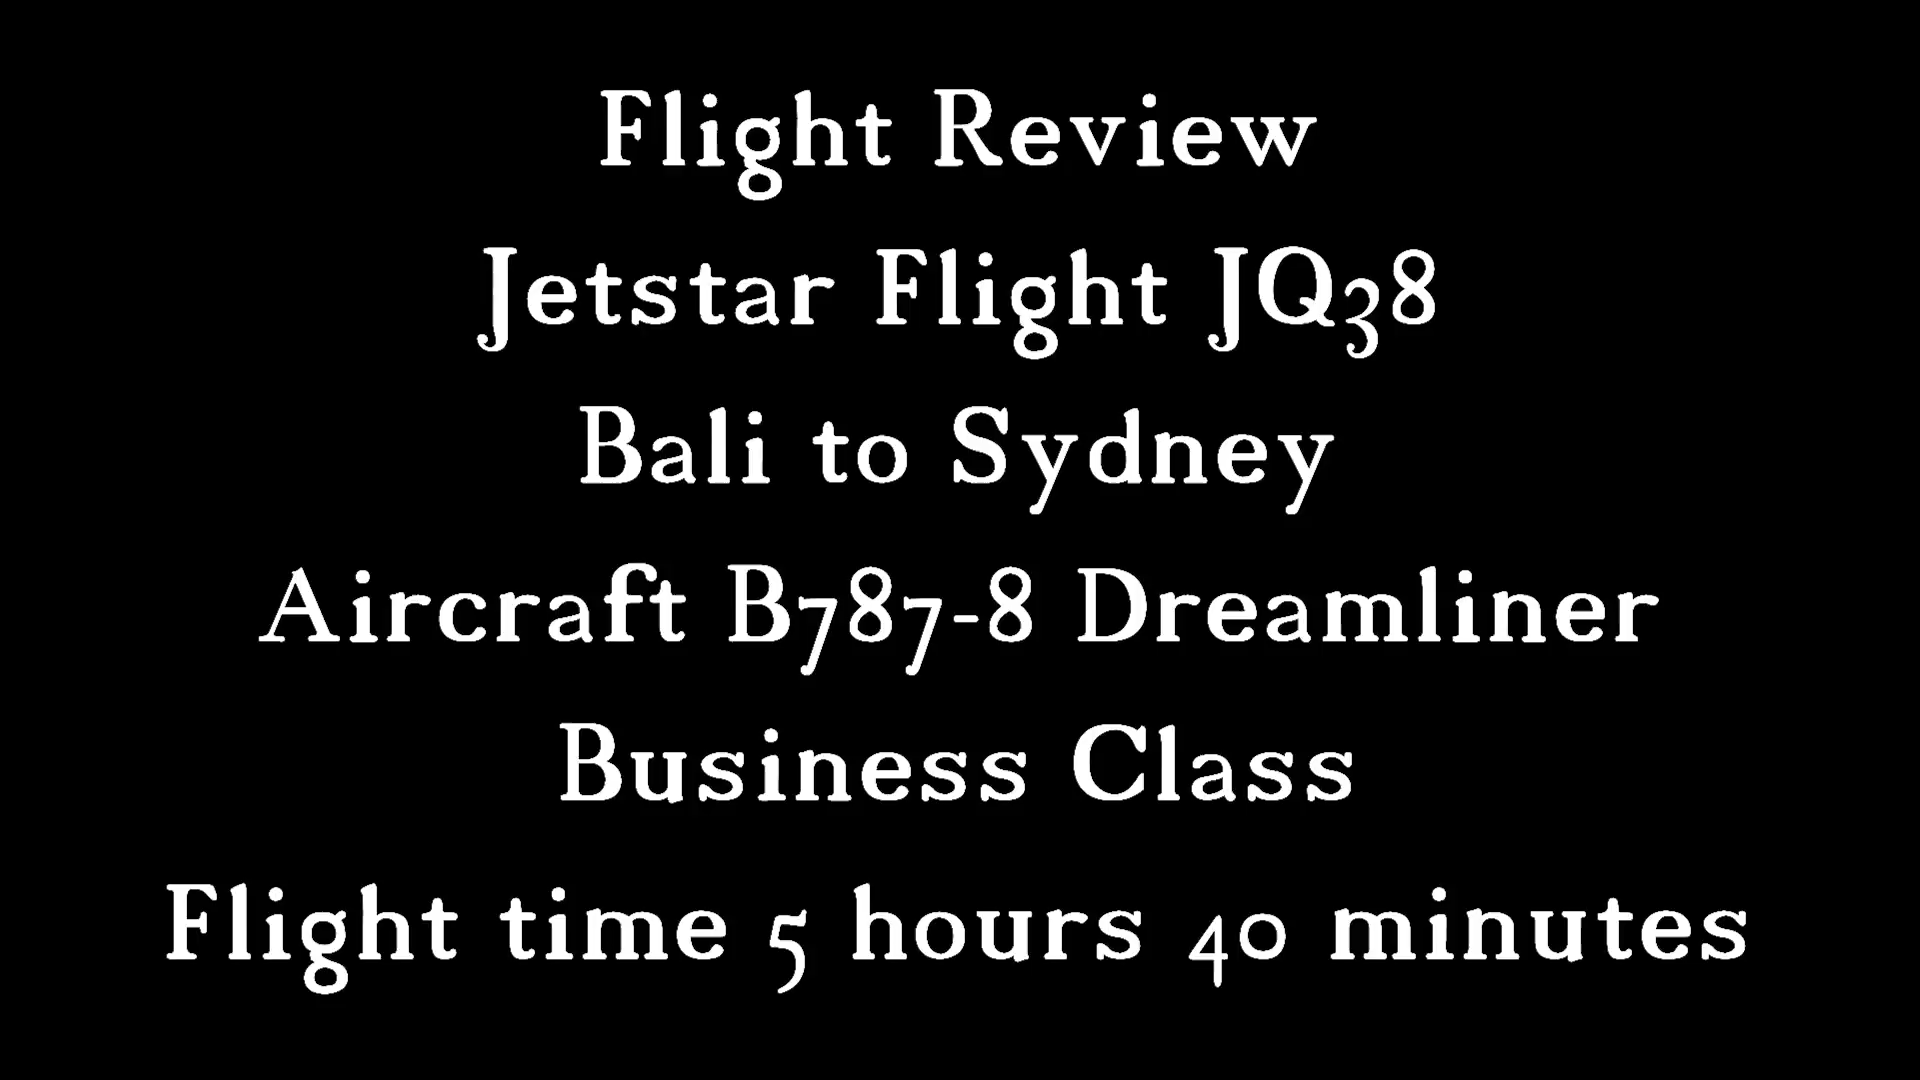 Flight Review
Jetstar Flight JQ38
Bali to Sydney
Aircraft B787-8 Dreamliner
Business Class
Flight time 5 hours 40 minutes